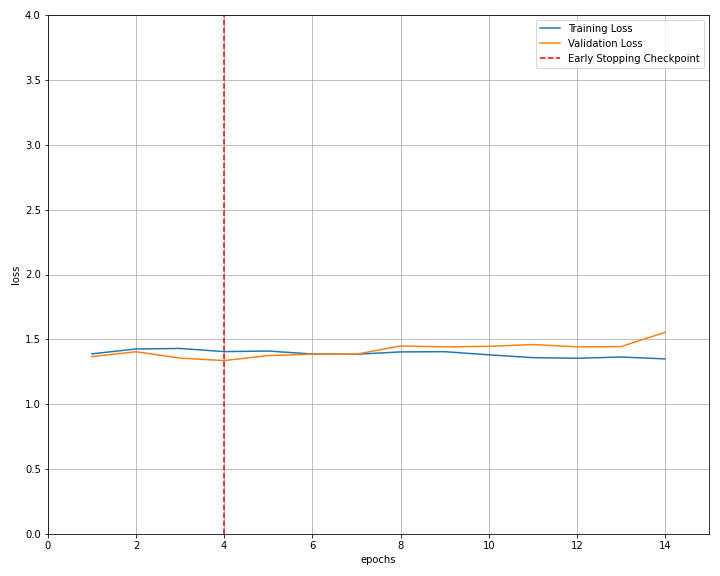 4.0
3.5
3.0
2.5
2.0
1.5
1.0
0.5
0.0
loss
Training Loss
Validation Loss
Early Stopping Checkpoint
0 2 4 6 8 10 12 14
epochs